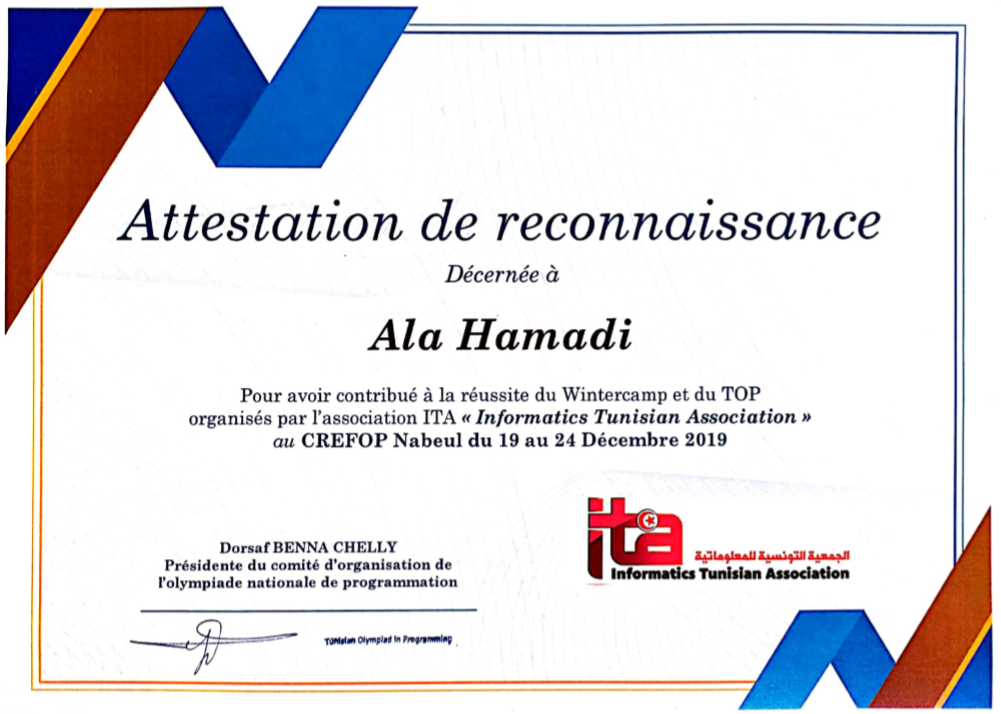 Attestation de reconnaissance
Décernée à
Ala Hamadi
Pour avoir contribué à la réussite du Wintercamp et du TOP
organisés par l'association ITA « Informatics Tunisian Association »
au CREFOP Nabeul du 19 au 24 Décembre 2019
Dorsaf BENNA CHELLY
Présidente du comité d'organisation de
l'olympiade nationale de programmation
Tunisian Olympiad in Programming
ita
الجمعية التونسية للمعلوماتية
Informatics Tunisian Association